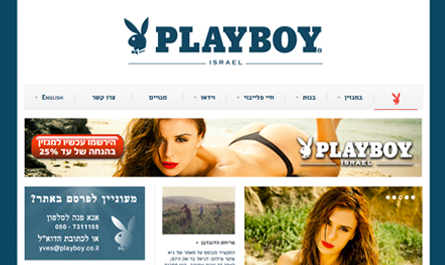 PLAYBOY
ISRAEL
במגזין
בנות
חיי פלייבוי
וידאו
מנויים
צרו קשר
ENGLISH
הירשמו עכשיו למגזין
בהנחה של עד 25%
PLAYBOY
ISRAEL
מעוניין לפרסם באתר?
אנא פנה לטלפון
050 - 7311155
או לכתובת הדוא"ל
yves@playboy.co.il